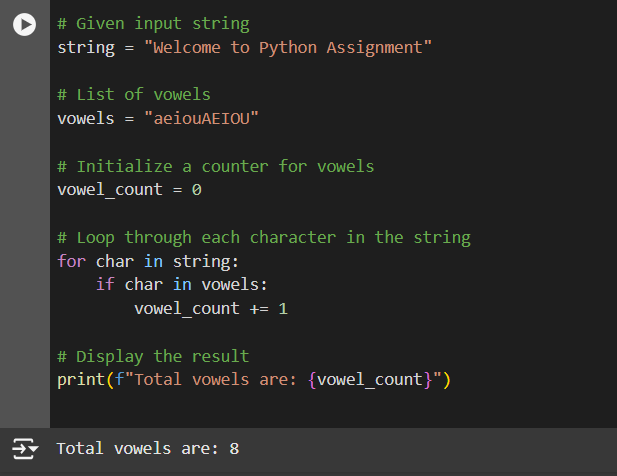 # Given input string
string = "Welcome to Python Assignment"
# List of vowels
vowels = "aeiouAEIOU"
# Initialize a counter for vowels
vowel_count = 0
# Loop through each character in the string
for char in string:
    if char in vowels:
        vowel_count += 1
# Display the result
print(f"Total vowels are: {vowel_count}")
Total vowels are: 8